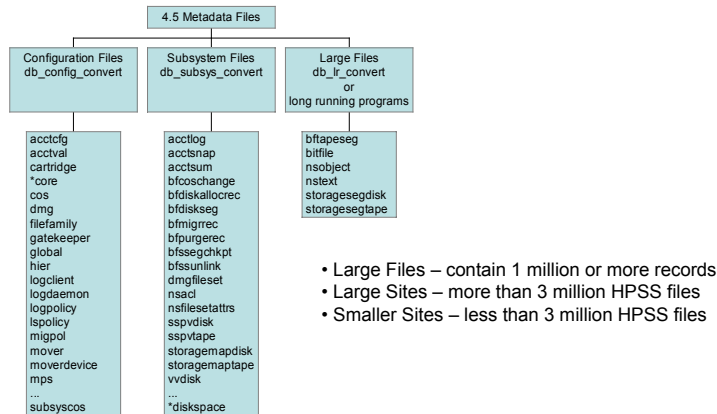 4.5 Metadata Files
Configuration Files
db_config_convert
Subsystem Files
db_subsys_convert
Large Files
db_lr_convert
or
long running programs
acctcfg
acctval
cartridge
*core
cos
dmg
filefamily
gatekeeper
global
hier
logclient
logdaemon
logpolicy
lspolicy
migpol
mover
moverdevice
mps
...
subsyscos
acctlog
acctsnap
acctsum
bfcoschange
bfdiskallocrec
bfdiskseg
bfmigrrec
bfpurgerec
bfssegchkpt
bfssunlink
dmgfileset
nsacl
nsfilesetattrs
sspvdisk
sspvtape
storagemapdisk
storagemaptape
vvdisk
...
*diskspace
bftapeseg
bitfile
nsobject
nstext
storagesegdisk
storagesegtape
• Large Files – contain 1 million or more records
• Large Sites – more than 3 million HPSS files
• Smaller Sites – less than 3 million HPSS files